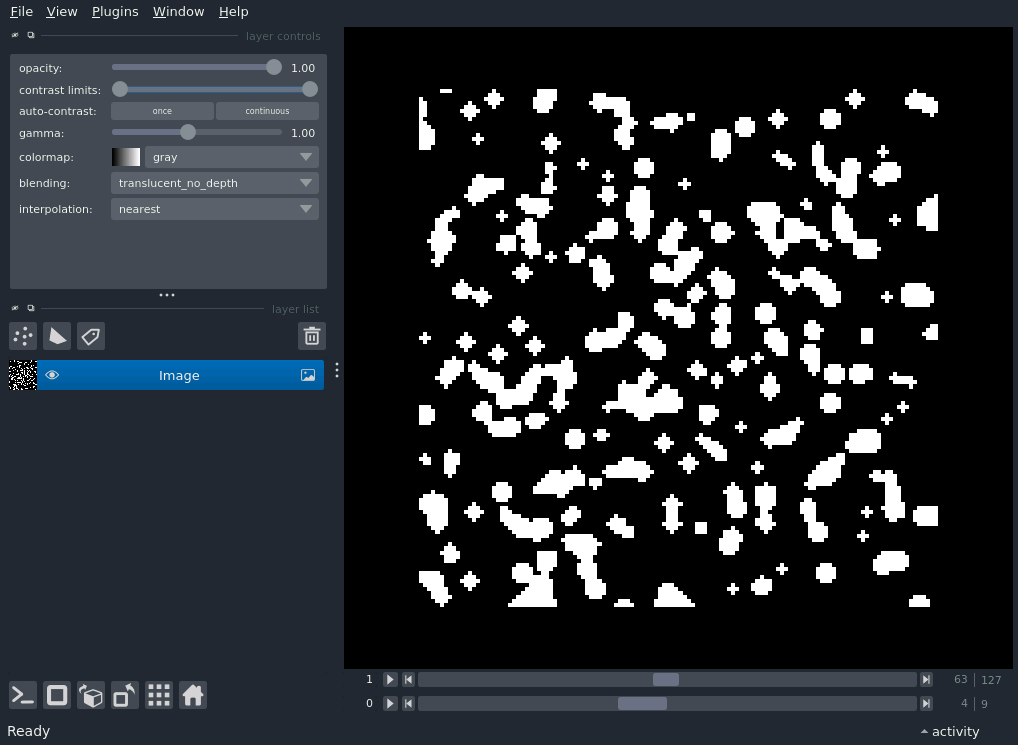 File View Plugins Window Help
layer controls
opacity: 1.00
contrast limits:
auto-contrast: once continuous
gamma: 1.00
colormap: gray
blending: translucent_no_depth
interpolation: nearest
layer list
Image
1 63 127
0 4 9
Ready activity